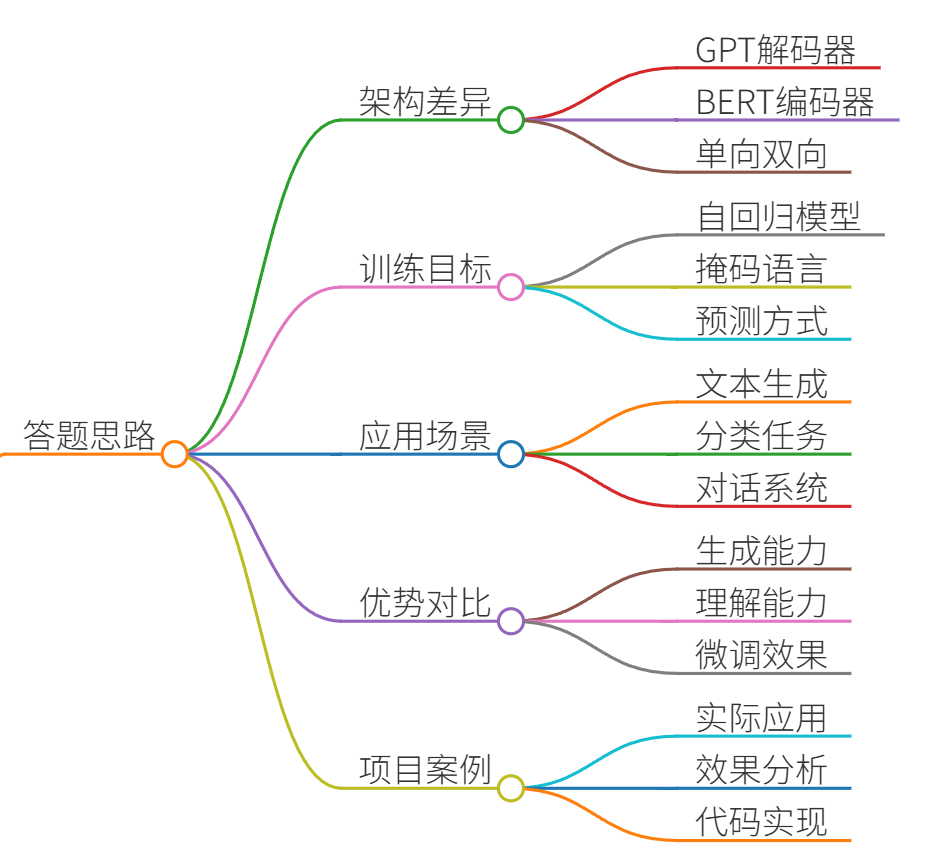 答题思路
架构差异
GPT解码器
BERT编码器
单向双向
训练目标
自回归模型
掩码语言
预测方式
应用场景
文本生成
分类任务
对话系统
优势对比
生成能力
理解能力
微调效果
项目案例
实际应用
效果分析
代码实现